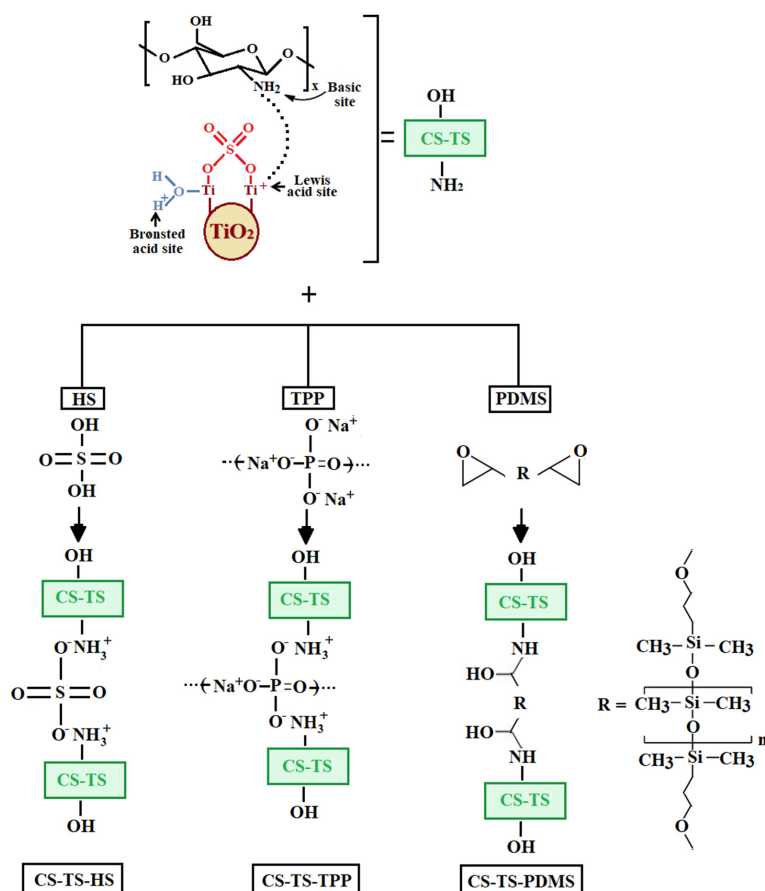 OH
O
O
O
HO
NH₂
x
Basic
site
O O
S
O O
H
O
H⁺
Ti Ti⁺
Lewis
acid site
Brønsted
acid site
TiO₂
=
OH
CS-TS
NH₂
+
HS
TPP
PDMS
OH
O=S=O
OH
O⁻ Na⁺
···( Na⁺O⁻–P=O )···
O⁻ Na⁺
O
R
O
OH
CS-TS
O⁻NH₃⁺
O=S=O
O⁻NH₃⁺
CS-TS
OH
OH
CS-TS
O⁻ NH₃⁺
···( Na⁺O⁻–P=O )···
O⁻NH₃⁺
CS-TS
OH
OH
CS-TS
NH
HO
R
HO
NH
CS-TS
OH
O
CH3–Si–CH3
O
R = CH3–Si–CH3
O
n
CH3–Si–CH3
O
CS-TS-HS
CS-TS-TPP
CS-TS-PDMS